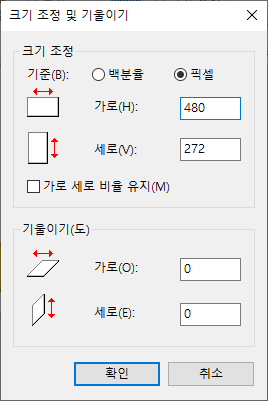 크기 조정 및 기울이기
크기 조정
기준(B): 백분율 픽셀
가로(H): 480
세로(V): 272
가로 세로 비율 유지(M)
기울이기(도)
가로(O): 0
세로(E): 0
확인 취소